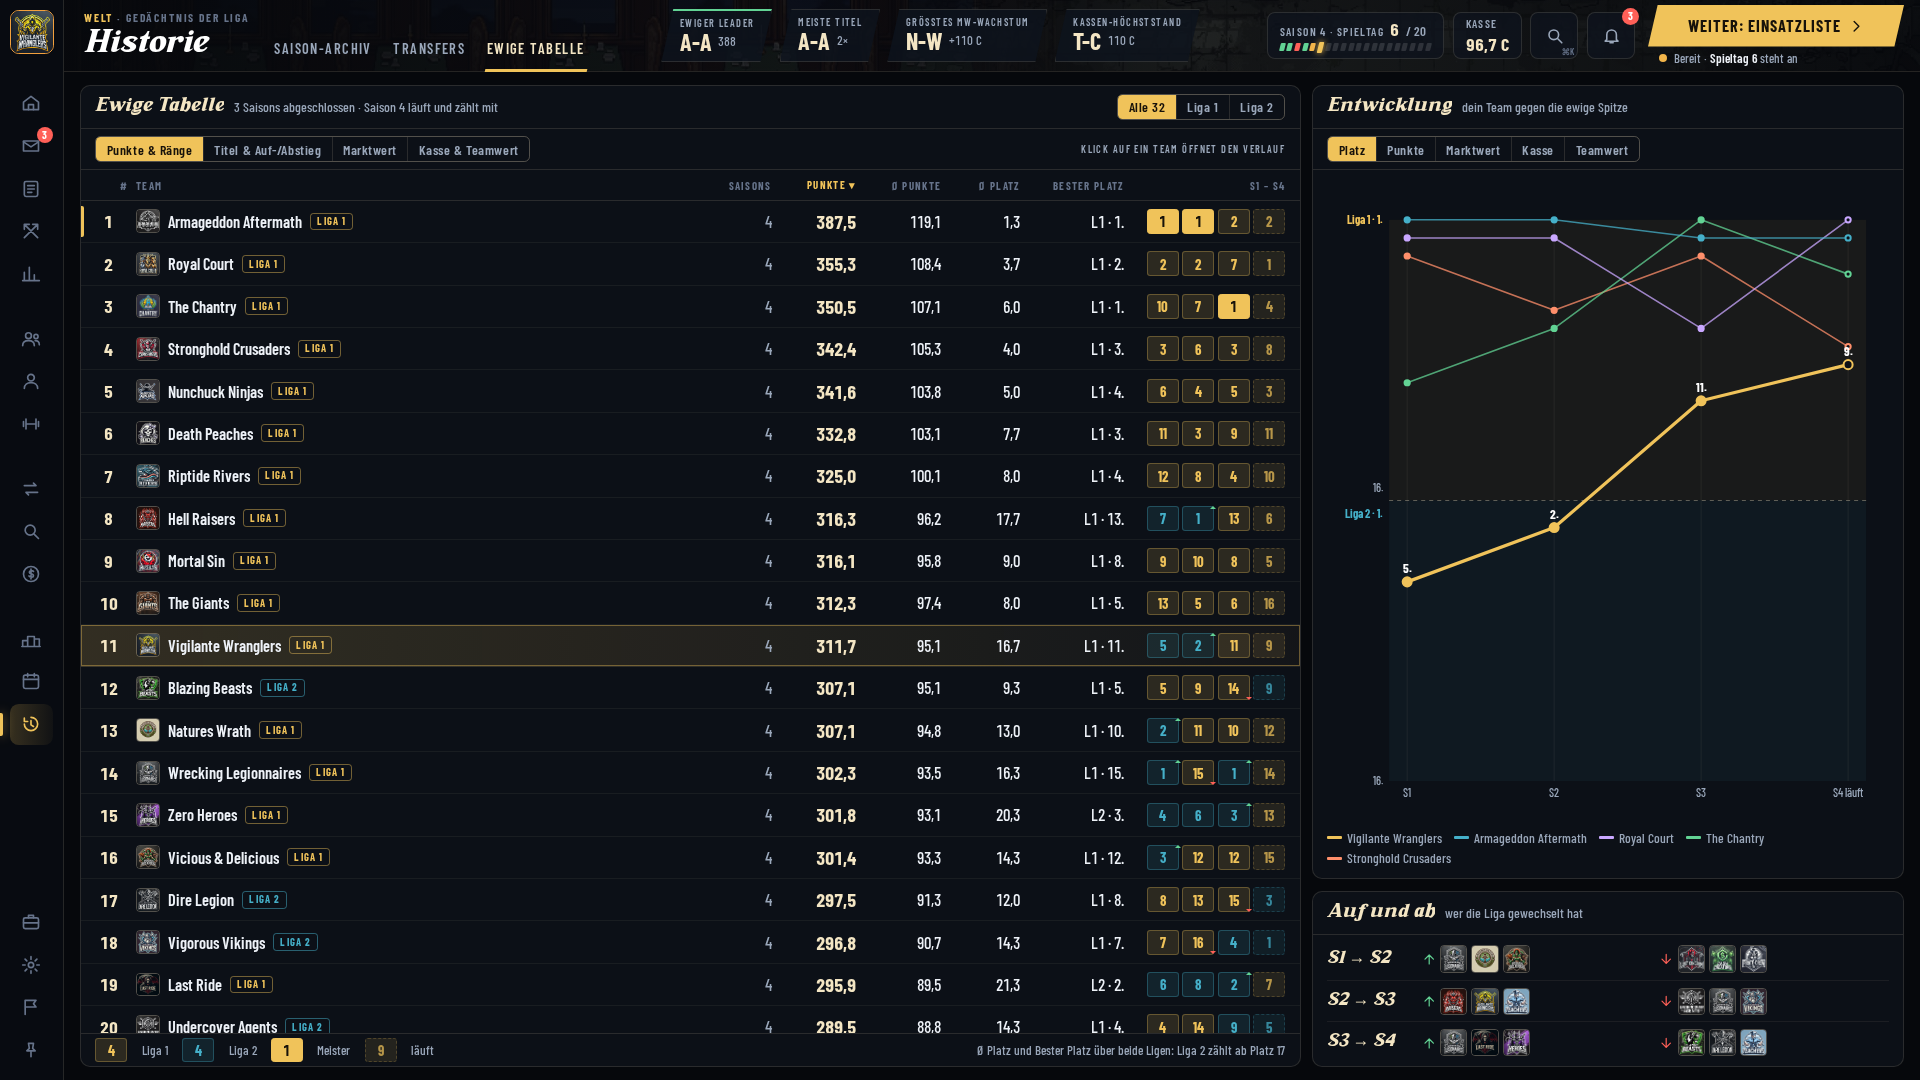 WELT · GEDÄCHTNIS DER LIGA
Historie
SAISON-ARCHIV
TRANSFERS
EWIGE TABELLE
EWIGER LEADER
A-A 388
MEISTE TITEL
A-A 2×
GRÖSSTES MW-WACHSTUM
N-W +110 C
KASSEN-HÖCHSTSTAND
T-C 110 C
SAISON 4 · SPIELTAG 6 / 20
KASSE
96,7 C
⌘K
3
WEITER: EINSATZLISTE
Bereit · Spieltag 6 steht an
3
Ewige Tabelle 3 Saisons abgeschlossen · Saison 4 läuft und zählt mit
Alle 32 Liga 1 Liga 2
Punkte & Ränge Titel & Auf-/Abstieg Marktwert Kasse & Teamwert
KLICK AUF EIN TEAM ÖFFNET DEN VERLAUF
# TEAM SAISONS PUNKTE ▾ Ø PUNKTE Ø PLATZ BESTER PLATZ S1 – S4
1 Armageddon Aftermath LIGA 1 4 387,5 119,1 1,3 L1 · 1. 1 1 2 2
2 Royal Court LIGA 1 4 355,3 108,4 3,7 L1 · 2. 2 2 7 1
3 The Chantry LIGA 1 4 350,5 107,1 6,0 L1 · 1. 10 7 1 4
4 Stronghold Crusaders LIGA 1 4 342,4 105,3 4,0 L1 · 3. 3 6 3 8
5 Nunchuck Ninjas LIGA 1 4 341,6 103,8 5,0 L1 · 4. 6 4 5 3
6 Death Peaches LIGA 1 4 332,8 103,1 7,7 L1 · 3. 11 3 9 11
7 Riptide Rivers LIGA 1 4 325,0 100,1 8,0 L1 · 4. 12 8 4 10
8 Hell Raisers LIGA 1 4 316,3 96,2 17,7 L1 · 13. 7 1 13 6
9 Mortal Sin LIGA 1 4 316,1 95,8 9,0 L1 · 8. 9 10 8 5
10 The Giants LIGA 1 4 312,3 97,4 8,0 L1 · 5. 13 5 6 16
11 Vigilante Wranglers LIGA 1 4 311,7 95,1 16,7 L1 · 11. 5 2 11 9
12 Blazing Beasts LIGA 2 4 307,1 95,1 9,3 L1 · 5. 5 9 14 9
13 Natures Wrath LIGA 1 4 307,1 94,8 13,0 L1 · 10. 2 11 10 12
14 Wrecking Legionnaires LIGA 1 4 302,3 93,5 16,3 L1 · 15. 1 15 1 14
15 Zero Heroes LIGA 1 4 301,8 93,1 20,3 L2 · 3. 4 6 3 13
16 Vicious & Delicious LIGA 1 4 301,4 93,3 14,3 L1 · 12. 3 12 12 15
17 Dire Legion LIGA 2 4 297,5 91,3 12,0 L1 · 8. 8 13 15 3
18 Vigorous Vikings LIGA 2 4 296,8 90,7 14,3 L1 · 7. 7 16 4 1
19 Last Ride LIGA 1 4 295,9 89,5 21,3 L2 · 2. 6 8 2 7
20 Undercover Agents LIGA 2 4 289,5 88,8 14,3 L1 · 4. 4 14 9 5
4 Liga 1 4 Liga 2 1 Meister 9 läuft
Ø Platz und Bester Platz über beide Ligen: Liga 2 zählt ab Platz 17
Entwicklung dein Team gegen die ewige Spitze
Platz Punkte Marktwert Kasse Teamwert
Liga 1 · 1.
9.
11.
16.
Liga 2 · 1.
2.
5.
16.
S1 S2 S3 S4 läuft
Vigilante Wranglers Armageddon Aftermath Royal Court The Chantry
Stronghold Crusaders
Auf und ab wer die Liga gewechselt hat
S1 → S2 ↑ ↓
S2 → S3 ↑ ↓
S3 → S4 ↑ ↓